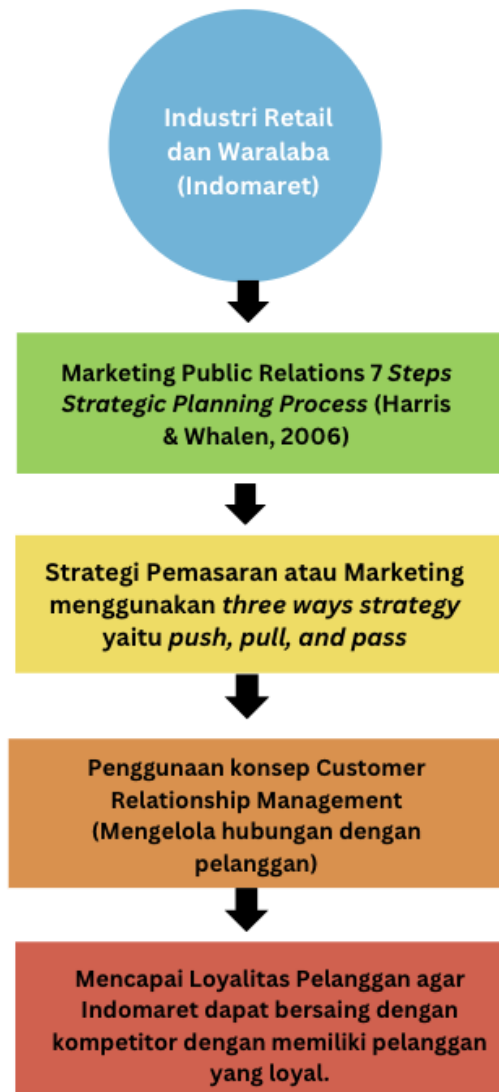 Industri Retail
dan Waralaba
(Indomaret)
Marketing Public Relations 7 Steps
Strategic Planning Process (Harris
& Whalen, 2006)
Strategi Pemasaran atau Marketing
menggunakan three ways strategy
yaitu push, pull, and pass
Penggunaan konsep Customer
Relationship Management
(Mengelola hubungan dengan
pelanggan)
Mencapai Loyalitas Pelanggan agar
Indomaret dapat bersaing dengan
kompetitor dengan memiliki pelanggan
yang loyal.